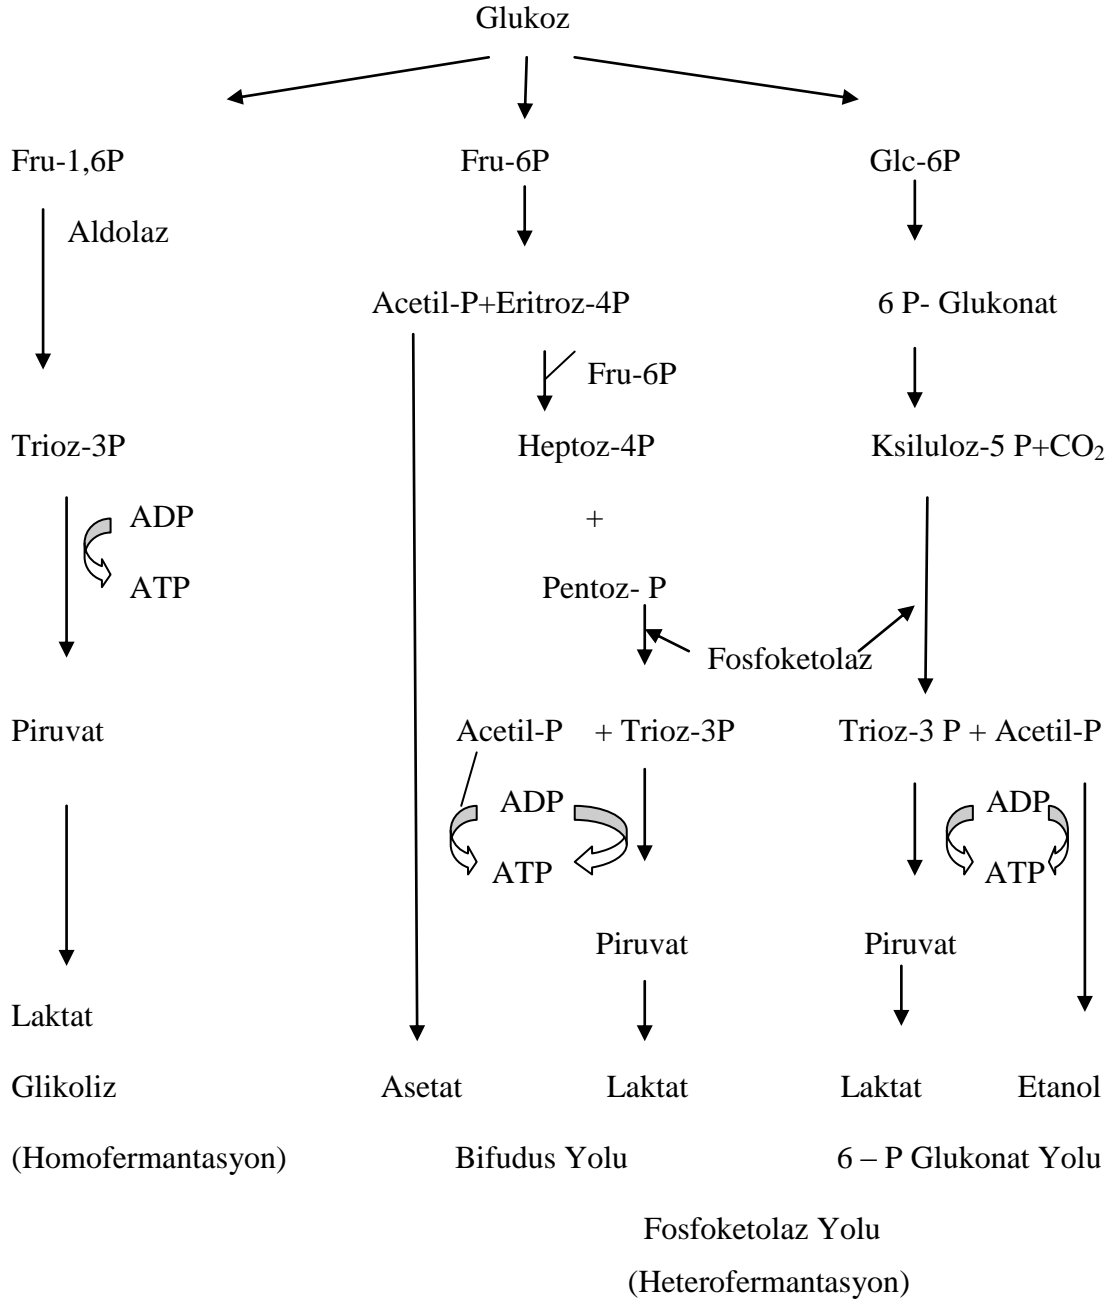 Glukoz
Fru-1,6P Fru-6P Glc-6P
Aldolaz
Acetil-P+Eritroz-4P 6 P- Glukonat
Fru-6P
Trioz-3P Heptoz-4P Ksiluloz-5 P+CO₂
ADP +
ATP Pentoz- P
Fosfoketolaz
Piruvat Acetil-P + Trioz-3P Trioz-3 P + Acetil-P
ADP ADP
ATP ATP
Piruvat Piruvat
Laktat
Glikoliz Asetat Laktat Laktat Etanol
(Homofermantasyon) Bifudus Yolu 6 – P Glukonat Yolu
Fosfoketolaz Yolu
(Heterofermantasyon)